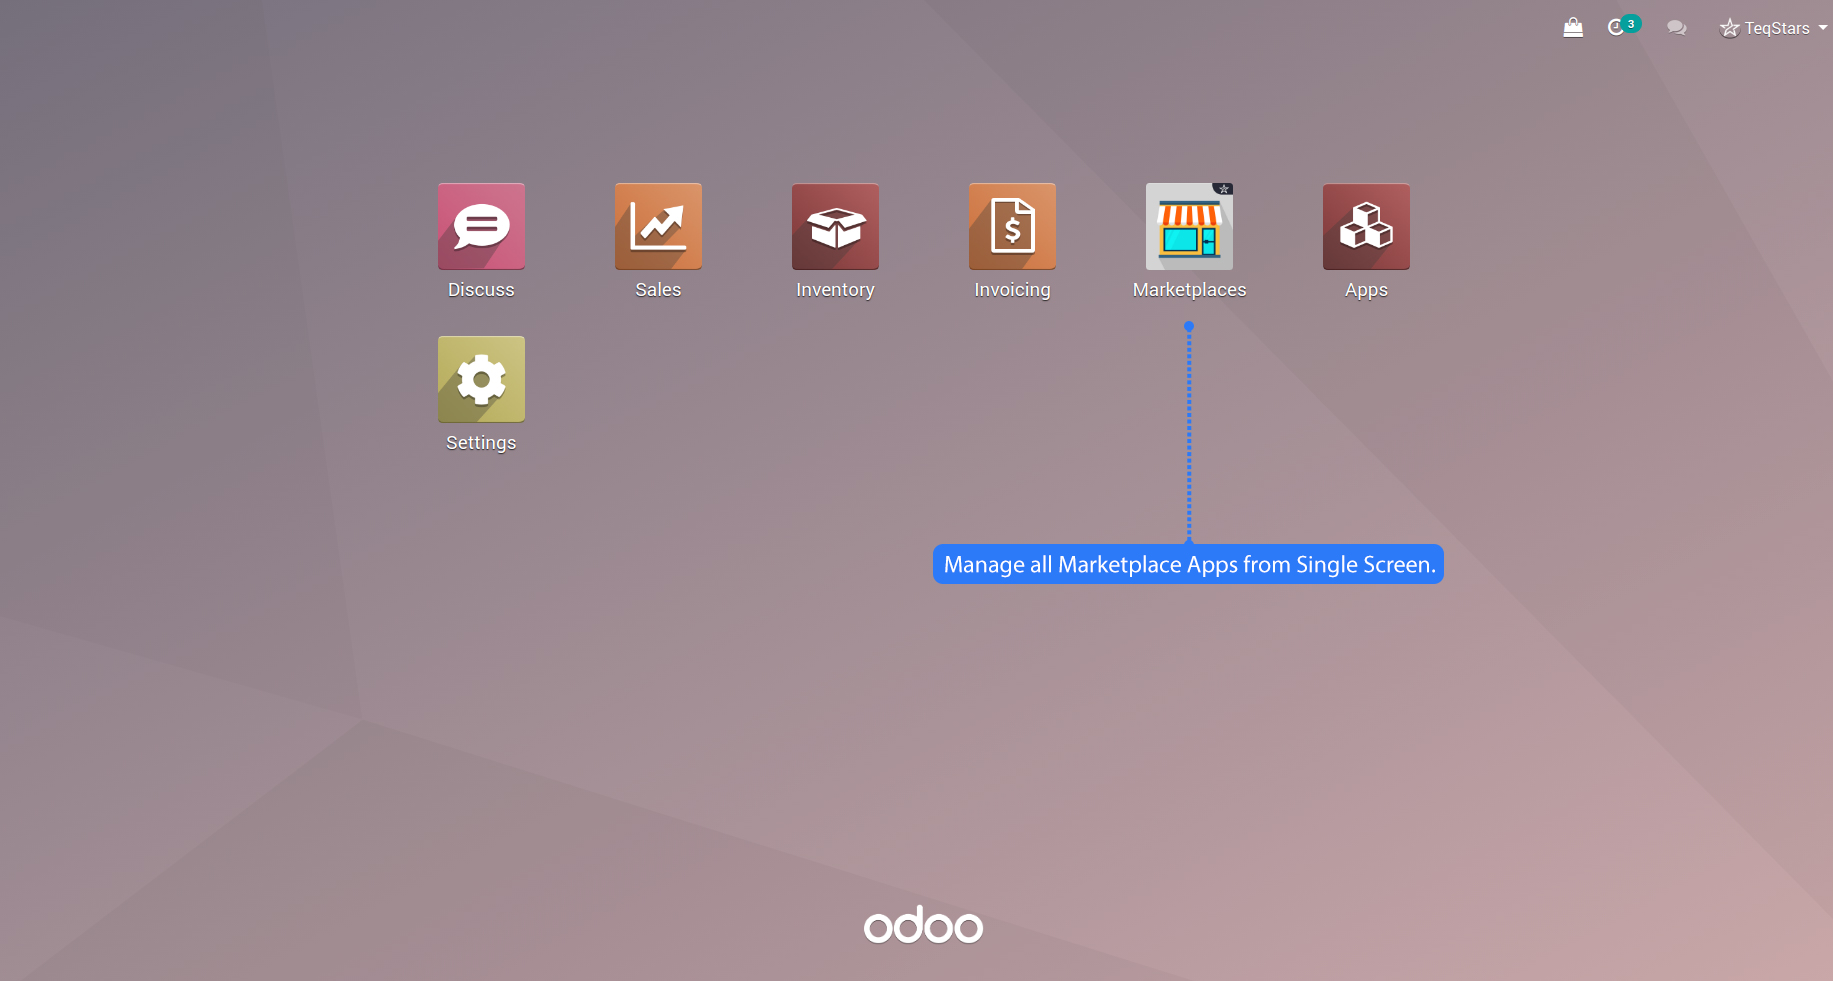 3
TeqStars
Discuss
Sales
Inventory
Invoicing
Marketplaces
Apps
Settings
Manage all Marketplace Apps from Single Screen.
odoo